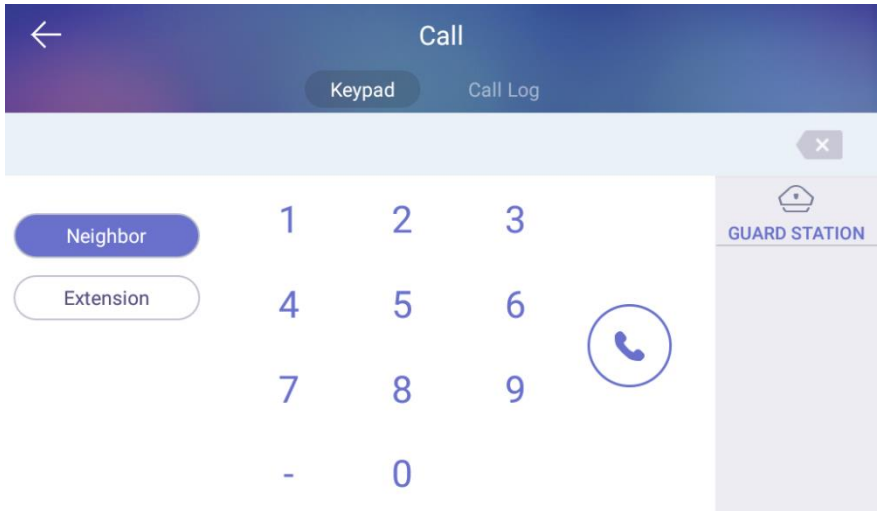 Call
Keypad Call Log
Neighbor
Extension
1 2 3
4 5 6
7 8 9
- 0
GUARD STATION